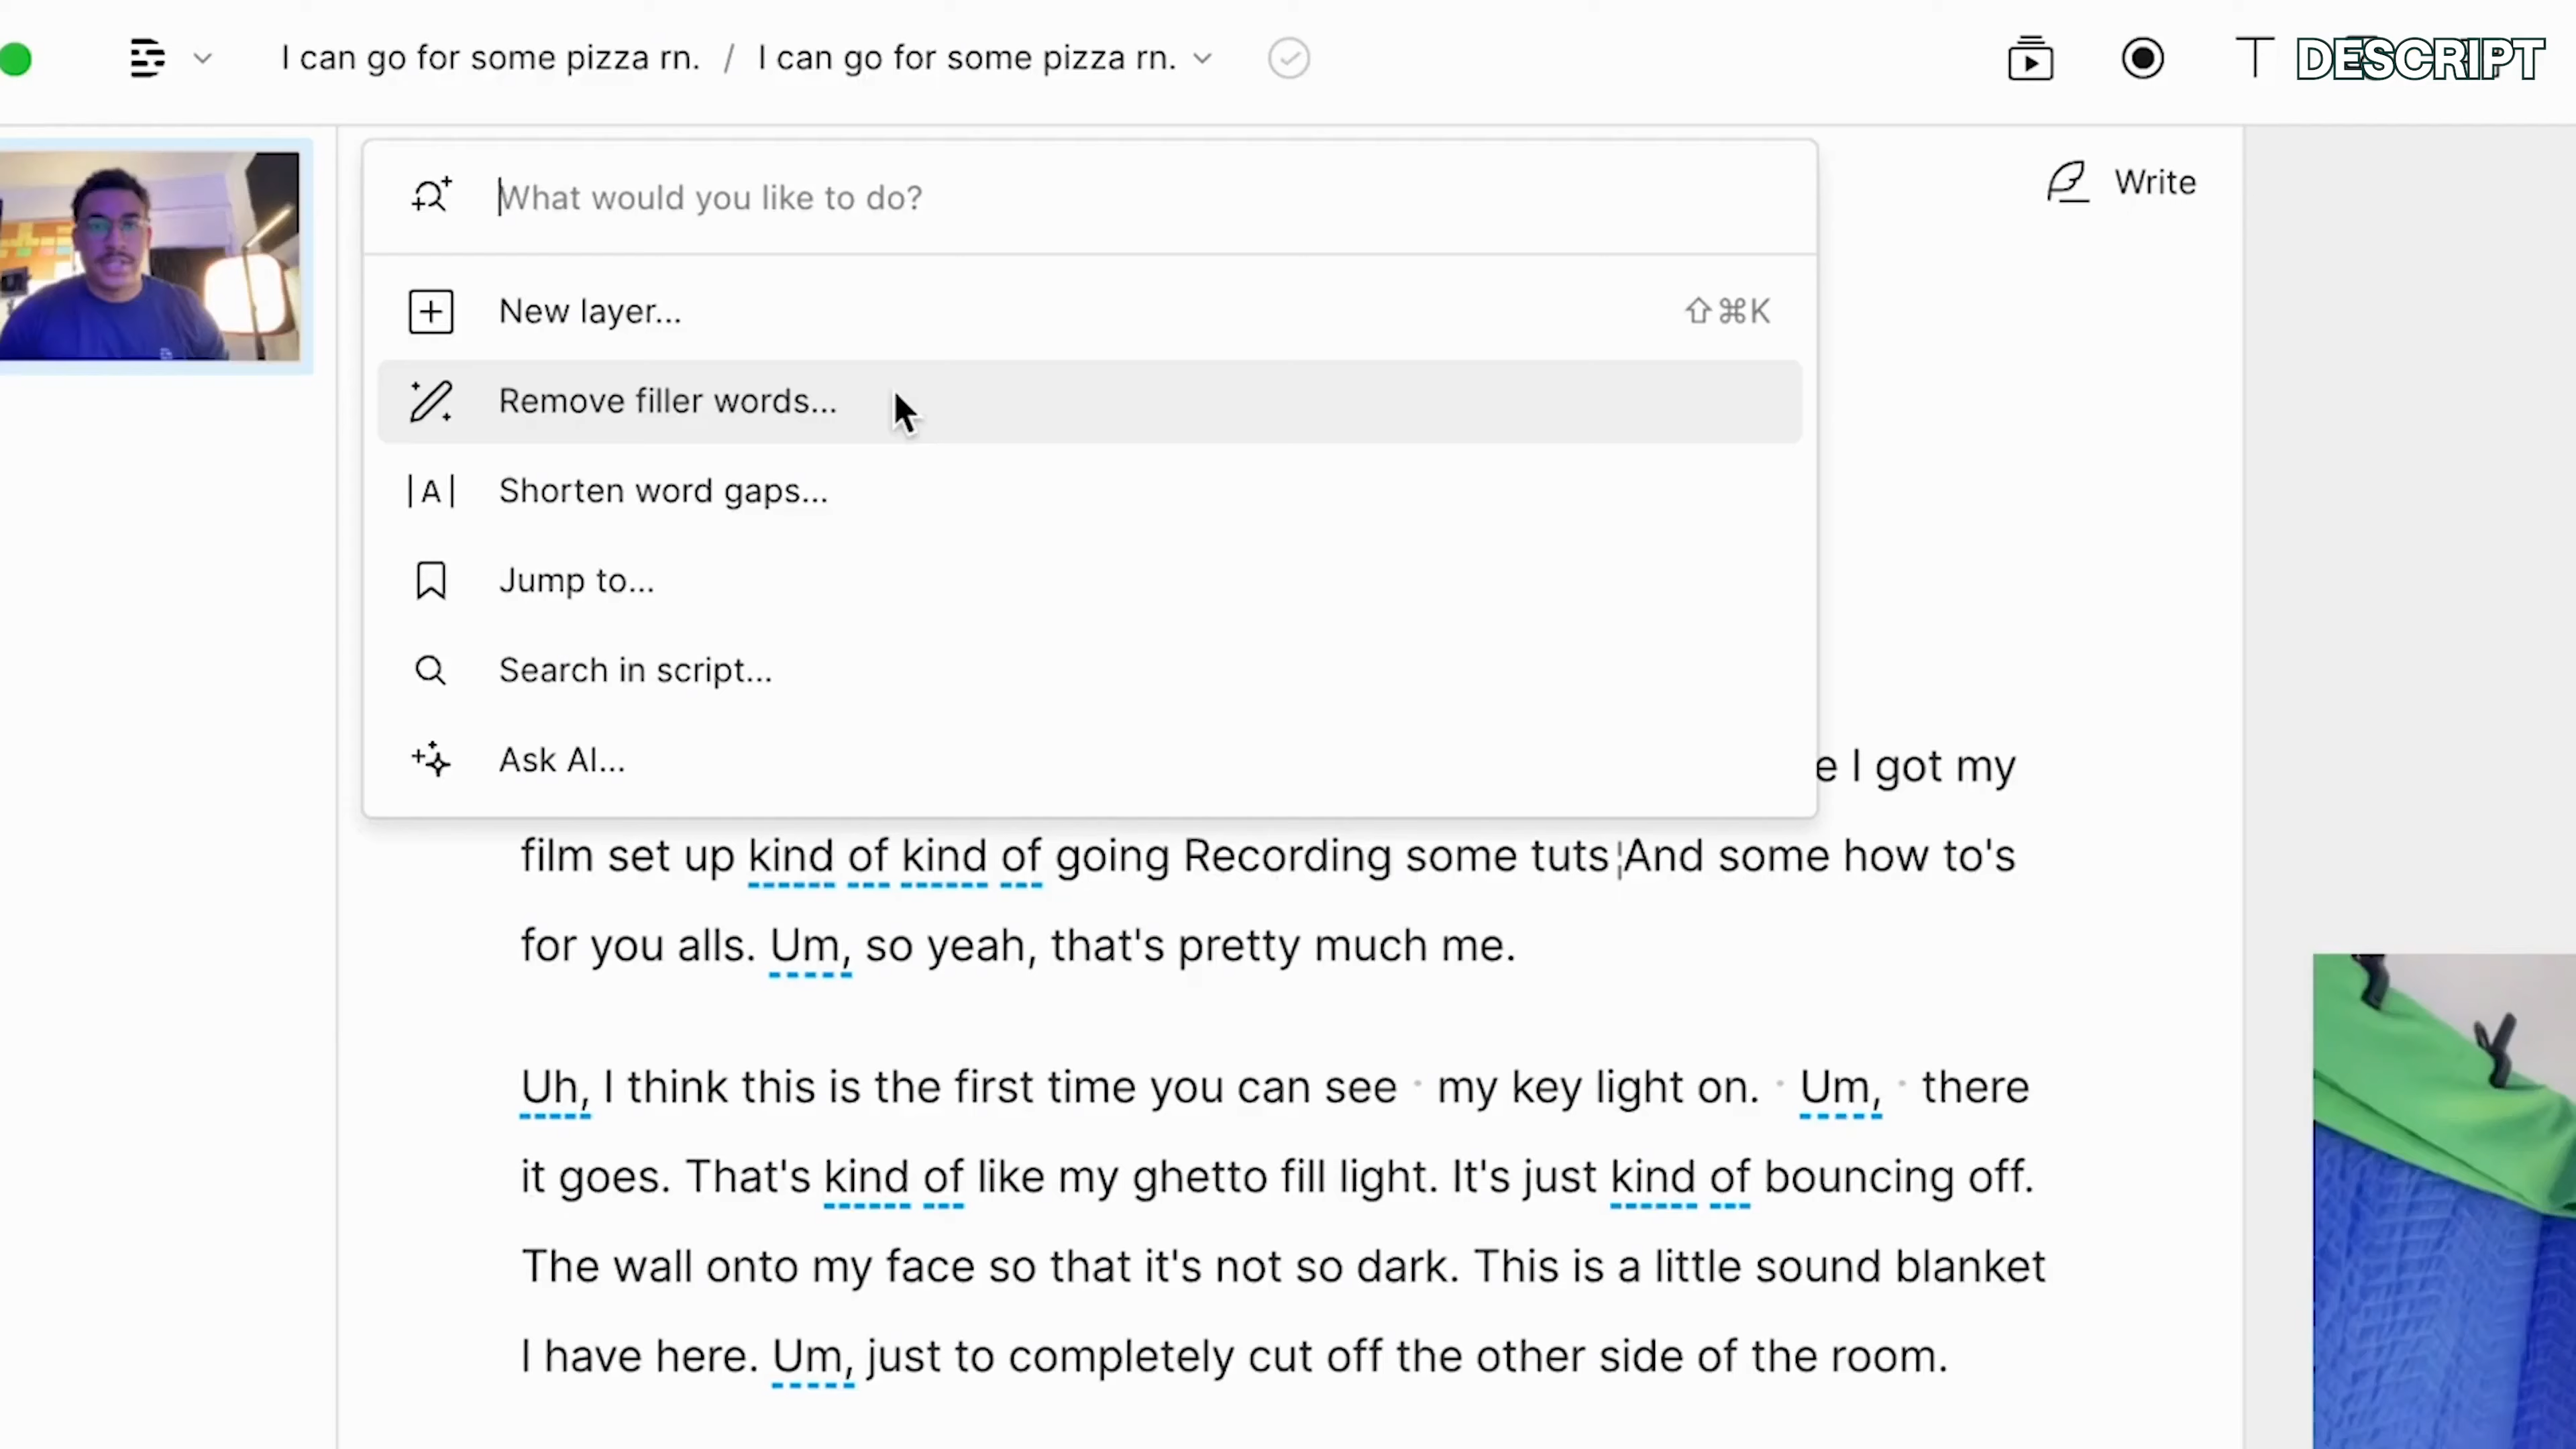 I can go for some pizza rn. / I can go for some pizza rn.
T
DESCRIPT
What would you like to do?
Write
New layer... ⇧⌘K
Remove filler words...
|A| Shorten word gaps...
Jump to...
Search in script...
Ask AI...
e I got my
film set up kind of kind of going Recording some tuts ¦And some how to's
for you alls. Um, so yeah, that's pretty much me.
Uh, I think this is the first time you can see · my key light on. · Um, · there
it goes. That's kind of like my ghetto fill light. It's just kind of bouncing off.
The wall onto my face so that it's not so dark. This is a little sound blanket
I have here. Um, just to completely cut off the other side of the room.